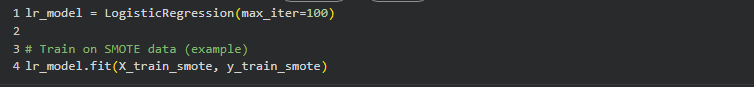 1 lr_model = LogisticRegression(max_iter=100)
2
3 # Train on SMOTE data (example)
4 lr_model.fit(X_train_smote, y_train_smote)